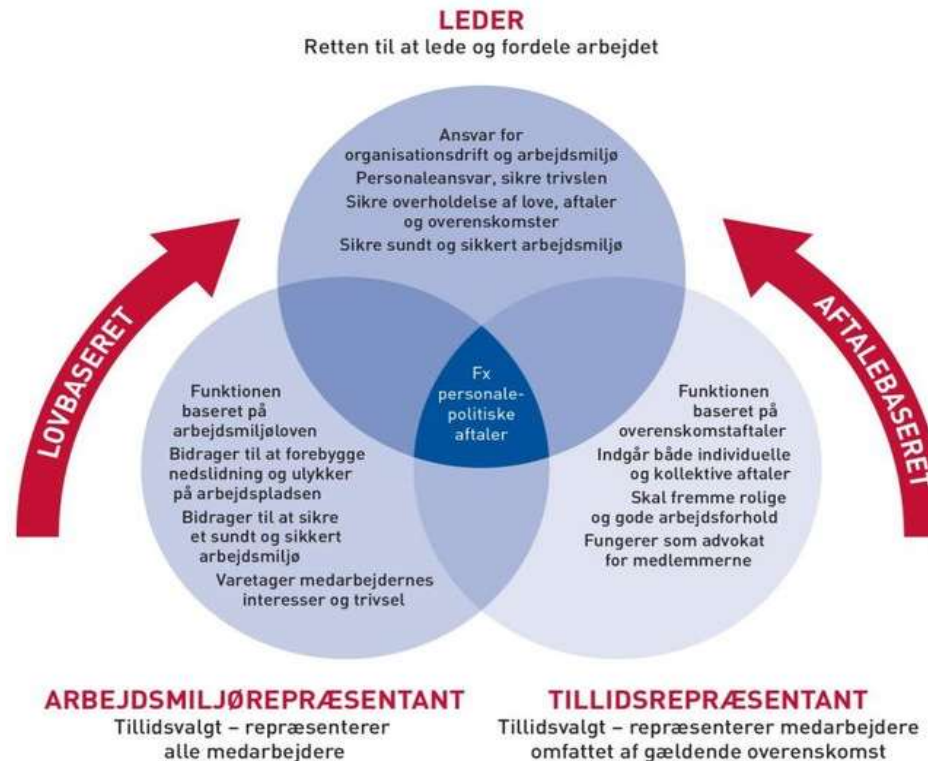 LEDER
Retten til at lede og fordele arbejdet
Ansvar for
organisationsdrift og arbejdsmiljø
Personaleansvar, sikre trivslen
Sikre overholdelse af love, aftaler
og overenskomster
Sikre sundt og sikkert arbejdsmiljø
LOVBASERET
AFTALEBASERET
Fx
personale-
politiske
aftaler
Funktionen
baseret på
arbejdsmiljøloven
Bidrager til at forebygge
nedslidning og ulykker
på arbejdspladsen
Bidrager til at sikre
et sundt og sikkert
arbejdsmiljø
Varetager medarbejdernes
interesser og trivsel
Funktionen
baseret på
overenskomstaftaler
Indgår både individuelle
og kollektive aftaler
Skal fremme rolige
og gode arbejdsforhold
Fungerer som advokat
for medlemmerne
ARBEJDSMILJØREPRÆSENTANT
Tillidsvalgt – repræsenterer
alle medarbejdere
TILLIDSREPRÆSENTANT
Tillidsvalgt – repræsenterer medarbejdere
omfattet af gældende overenskomst